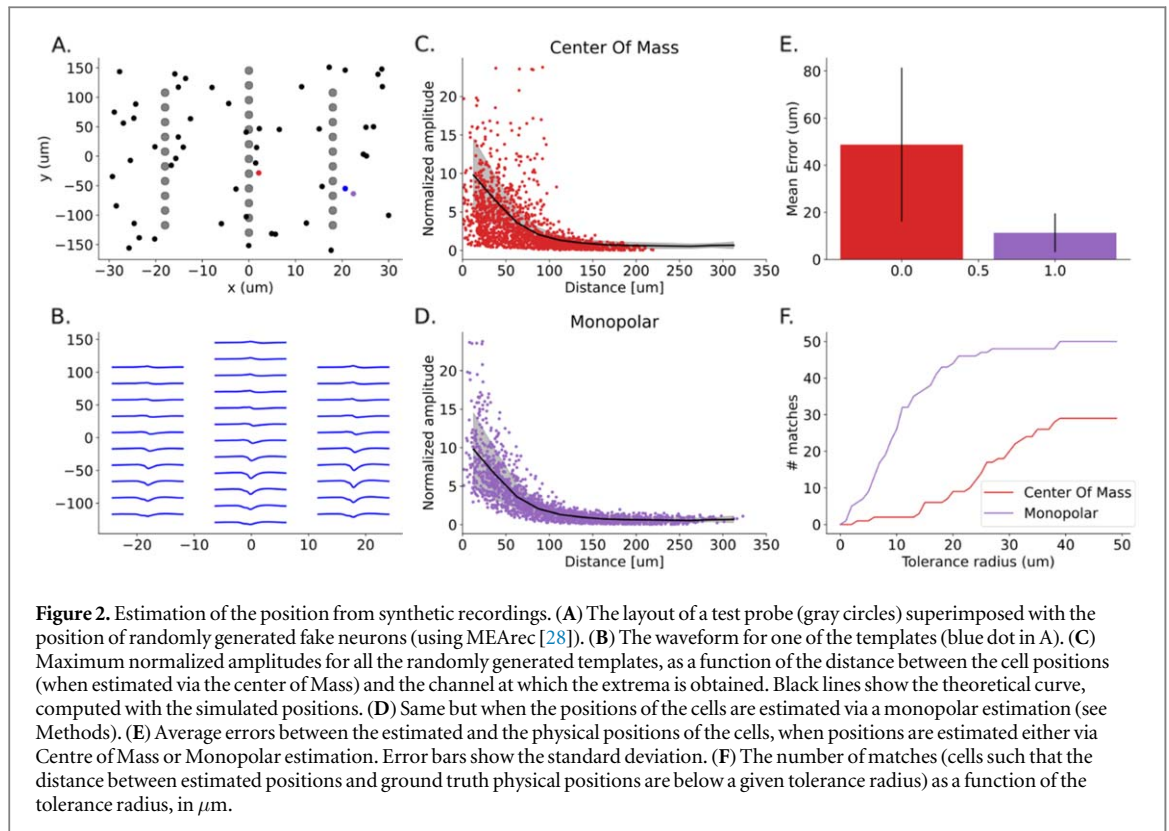 A.
150
100
50
0
−50
−100
−150
y (um)
−30 −20 −10 0 10 20 30
x (um)
C.
Center Of Mass
20
15
10
5
0
Normalized amplitude
0 50 100 150 200 250 300 350
Distance [um]
E.
80
60
40
20
0
Mean Error (um)
0.0 0.5 1.0
B.
150
100
50
0
−50
−100
−20 0 20
D.
Monopolar
20
15
10
5
0
Normalized amplitude
0 50 100 150 200 250 300 350
Distance [um]
F.
50
40
30
20
10
0
# matches
Center Of Mass
Monopolar
0 10 20 30 40 50
Tolerance radius (um)
Figure 2. Estimation of the position from synthetic recordings. (A) The layout of a test probe (gray circles) superimposed with the
position of randomly generated fake neurons (using MEArec [28]). (B) The waveform for one of the templates (blue dot in A). (C)
Maximum normalized amplitudes for all the randomly generated templates, as a function of the distance between the cell positions
(when estimated via the center of Mass) and the channel at which the extrema is obtained. Black lines show the theoretical curve,
computed with the simulated positions. (D) Same but when the positions of the cells are estimated via a monopolar estimation (see
Methods). (E) Average errors between the estimated and the physical positions of the cells, when positions are estimated either via
Centre of Mass or Monopolar estimation. Error bars show the standard deviation. (F) The number of matches (cells such that the
distance between estimated positions and ground truth physical positions are below a given tolerance radius) as a function of the
tolerance radius, in μm.